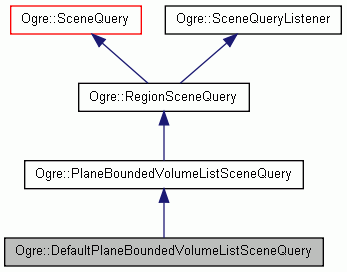 Ogre::SceneQuery
Ogre::SceneQueryListener
Ogre::RegionSceneQuery
Ogre::PlaneBoundedVolumeListSceneQuery
Ogre::DefaultPlaneBoundedVolumeListSceneQuery